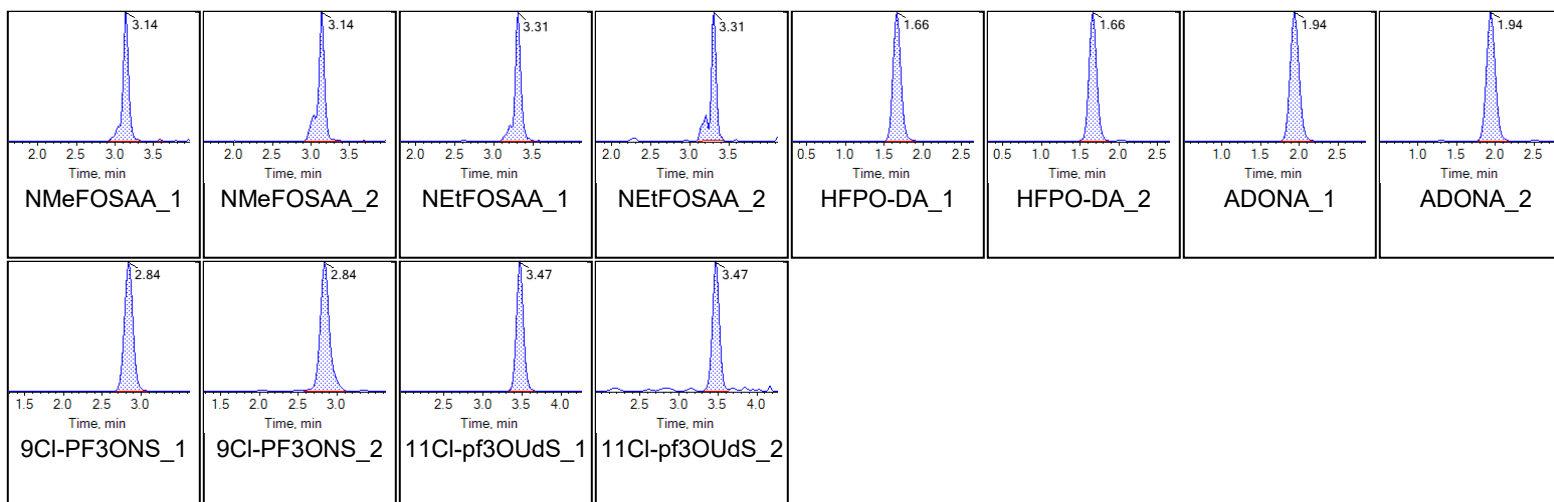 3.14 3.14 3.31 3.31 1.66 1.66 1.94 1.94
2.0 2.5 3.0 3.5 2.0 2.5 3.0 3.5 2.0 2.5 3.0 3.5 2.0 2.5 3.0 3.5 0.5 1.0 1.5 2.0 2.5 0.5 1.0 1.5 2.0 2.5 1.0 1.5 2.0 2.5 1.0 1.5 2.0 2.5
Time, min Time, min Time, min Time, min Time, min Time, min Time, min Time, min
NMeFOSAA_1 NMeFOSAA_2 NEtFOSAA_1 NEtFOSAA_2 HFPO-DA_1 HFPO-DA_2 ADONA_1 ADONA_2
2.84 2.84 3.47 3.47
1.5 2.0 2.5 3.0 1.5 2.0 2.5 3.0 2.5 3.0 3.5 4.0 2.5 3.0 3.5 4.0
Time, min Time, min Time, min Time, min
9Cl-PF3ONS_1 9Cl-PF3ONS_2 11Cl-pf3OUdS_1 11Cl-pf3OUdS_2